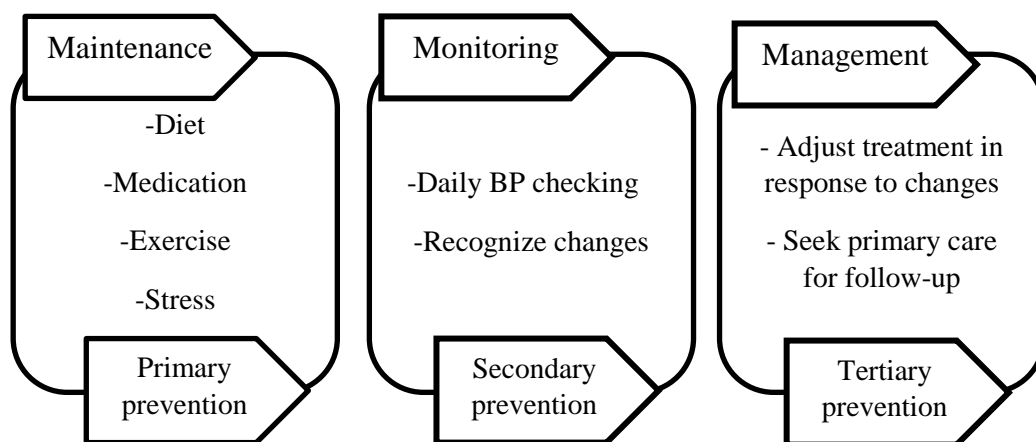 Maintenance
-Diet
-Medication
-Exercise
-Stress
Primary
prevention
Monitoring
-Daily BP checking
-Recognize changes
Secondary
prevention
Management
- Adjust treatment in
response to changes
- Seek primary care
for follow-up
Tertiary
prevention